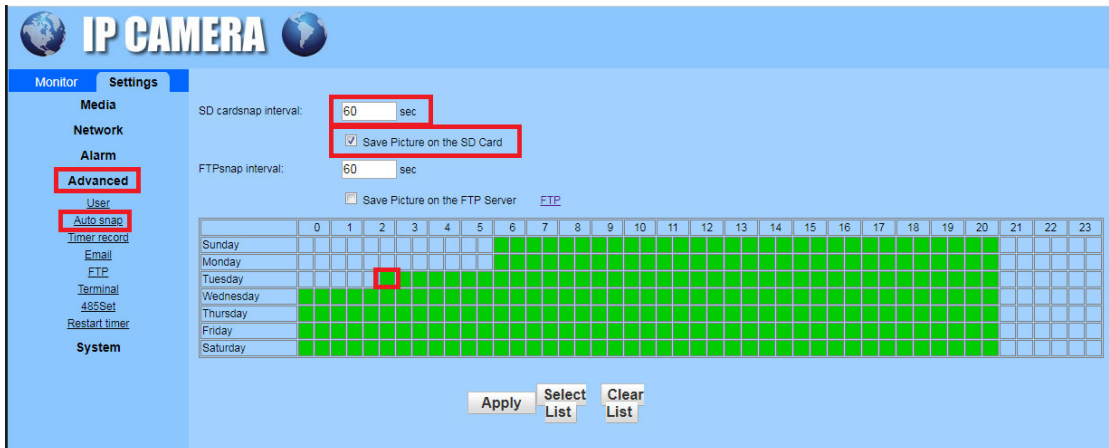 IP CAMERA
Monitor Settings
Media
Network
Alarm
Advanced
User
Auto snap
Timer record
Email
FTP
Terminal
485Set
Restart timer
System
SD cardsnap interval: 60 sec
Save Picture on the SD Card
FTPsnap interval: 60 sec
Save Picture on the FTP Server FTP
0 1 2 3 4 5 6 7 8 9 10 11 12 13 14 15 16 17 18 19 20 21 22 23
Sunday
Monday
Tuesday
Wednesday
Thursday
Friday
Saturday
Apply Select List Clear List